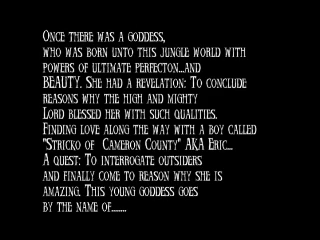 Once there was a goddess,
who was born unto this jungle world with
powers of ultimate perfecton...and
BEAUTY. She had a revelation: To conclude
reasons why the high and mighty
Lord blessed her with such qualities.
Finding love along the way with a boy called
"Stricko of Cameron County" AKA Eric...
A quest: To interrogate outsiders
and finally come to reason why she is
amazing. This young goddess goes
by the name of.......